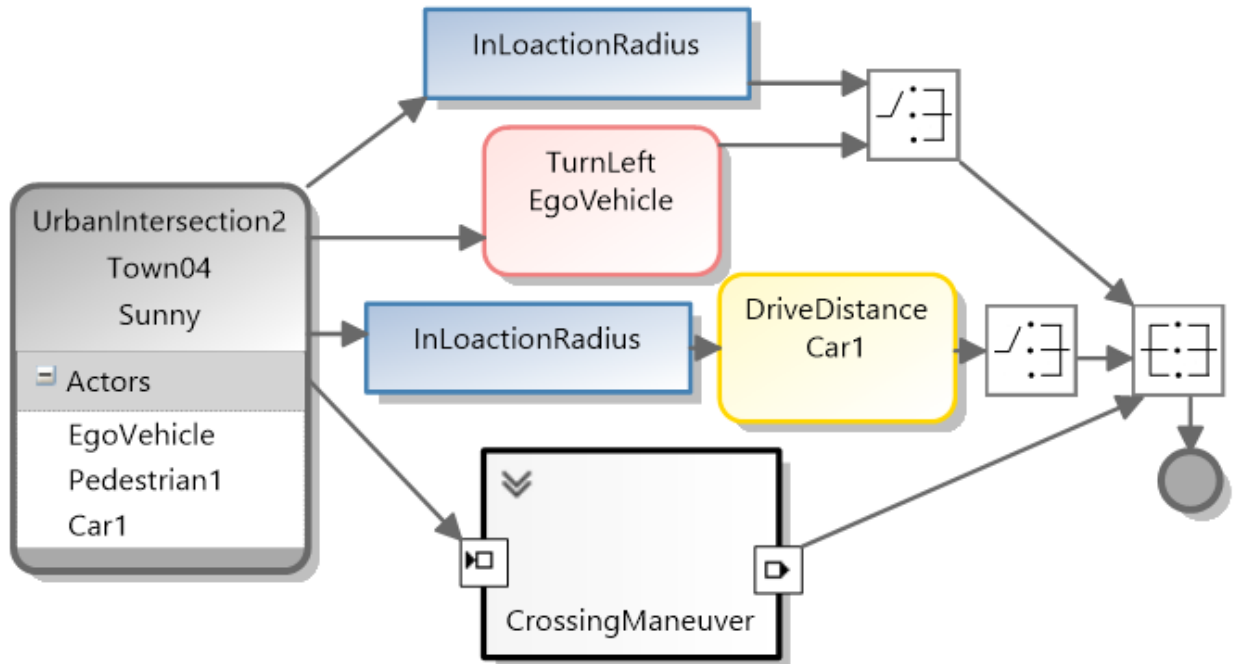 InLoactionRadius
TurnLeft
EgoVehicle
UrbanIntersection2
Town04
Sunny
Actors
EgoVehicle
Pedestrian1
Car1
InLoactionRadius
DriveDistance
Car1
CrossingManeuver